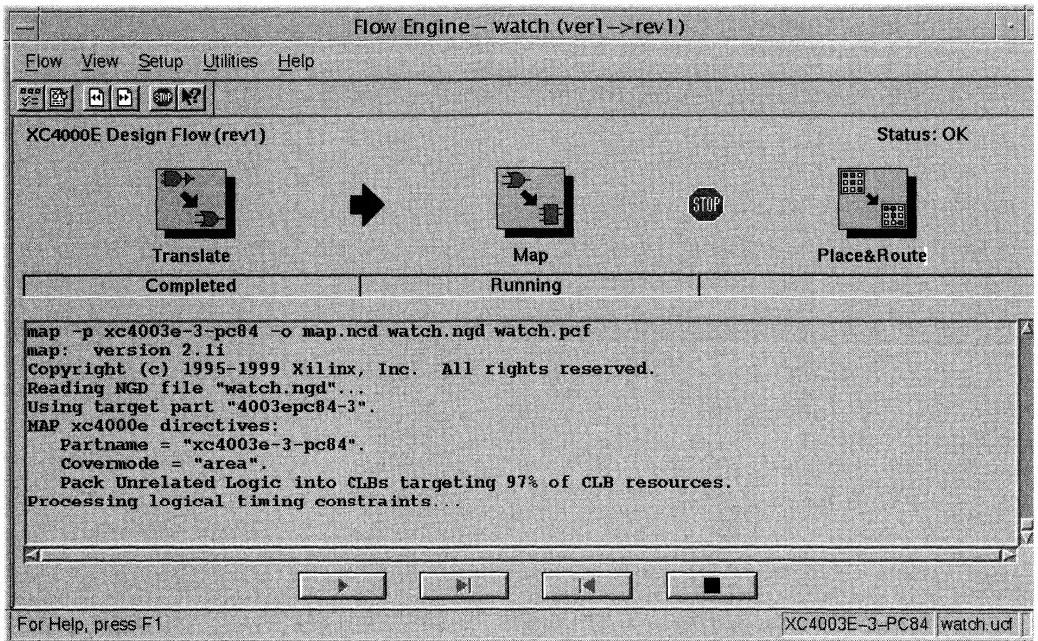 Flow Engine – watch (ver1–>rev1)
Flow View Setup Utilities Help
STOP
XC4000E Design Flow (rev1) Status: OK
STOP
Translate Map Place&Route
Completed Running
map -p xc4003e-3-pc84 -o map.ncd watch.ngd watch.pcf
map: version 2.1i
Copyright (c) 1995-1999 Xilinx, Inc. All rights reserved.
Reading NGD file "watch.ngd"...
Using target part "4003epc84-3".
MAP xc4000e directives:
Partname = "xc4003e-3-pc84".
Covermode = "area".
Pack Unrelated Logic into CLBs targeting 97% of CLB resources.
Processing logical timing constraints...
For Help, press F1 XC4003E-3-PC84 watch.ucf